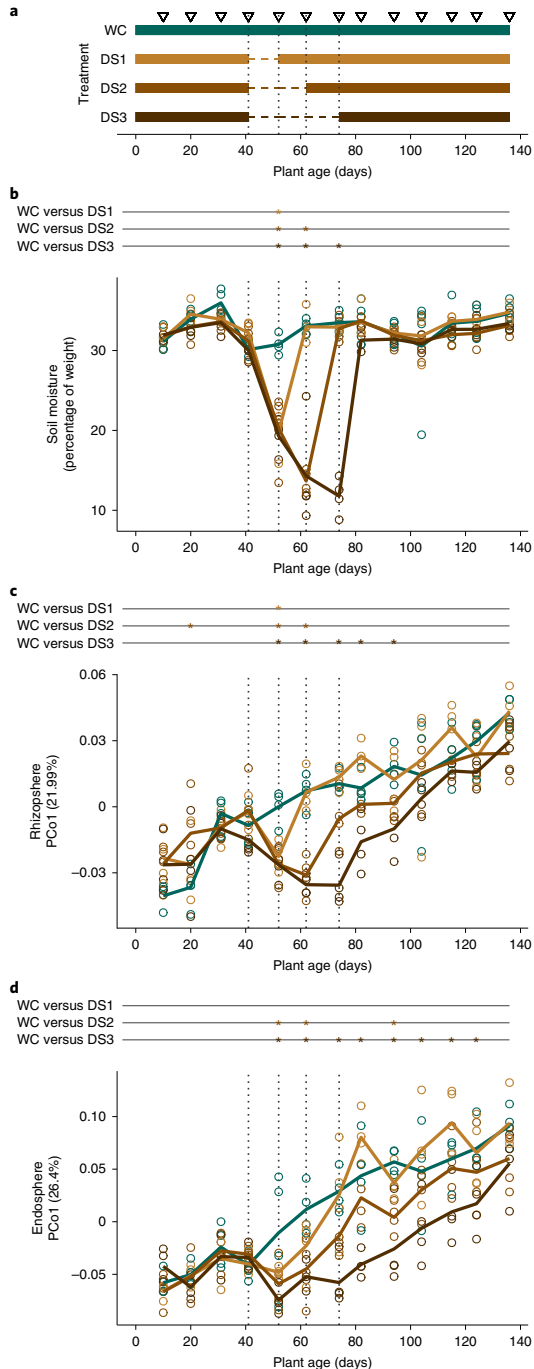 a
WC
DS1
DS2
DS3
Treatment
0 20 40 60 80 100 120 140
Plant age (days)
b
WC versus DS1 *
WC versus DS2 * *
WC versus DS3 * * *
30
20
10
Soil moisture
(percentage of weight)
0 20 40 60 80 100 120 140
Plant age (days)
c
WC versus DS1 *
WC versus DS2 * * *
WC versus DS3 * * * * *
0.06
0.03
0
−0.03
Rhizopshere
PCo1 (21.99%)
0 20 40 60 80 100 120 140
Plant age (days)
d
WC versus DS1
WC versus DS2 * * *
WC versus DS3 * * * * * * * *
0.10
0.05
0
−0.05
Endosphere
PCo1 (26.4%)
0 20 40 60 80 100 120 140
Plant age (days)